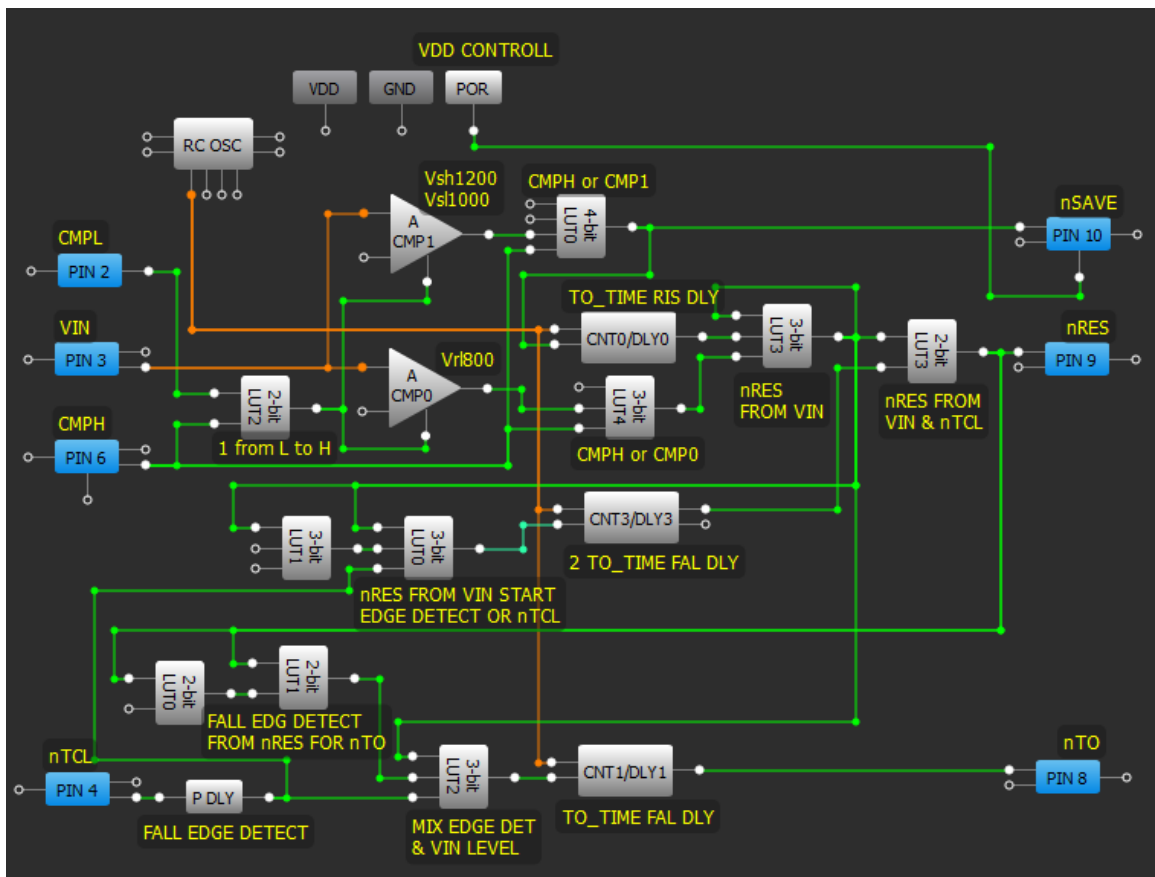 VDD CONTROLL
VDD
GND
POR
RC OSC
Vsh1200
Vsl1000
CMPH or CMP1
A
CMP1
4-bit
LUT0
nSAVE
PIN 10
CMPL
PIN 2
TO_TIME RIS DLY
CNT0/DLY0
3-bit
LUT3
2-bit
LUT3
nRES
PIN 9
VIN
PIN 3
Vrl800
A
CMP0
2-bit
LUT2
3-bit
LUT4
nRES
FROM VIN
nRES FROM
VIN & nTCL
CMPH
PIN 6
1 from L to H
CMPH or CMP0
3-bit
LUT1
3-bit
LUT0
CNT3/DLY3
2 TO_TIME FAL DLY
nRES FROM VIN START
EDGE DETECT OR nTCL
2-bit
LUT0
2-bit
LUT1
FALL EDG DETECT
FROM nRES FOR nTO
nTCL
PIN 4
P DLY
FALL EDGE DETECT
3-bit
LUT2
MIX EDGE DET
& VIN LEVEL
CNT1/DLY1
TO_TIME FAL DLY
nTO
PIN 8